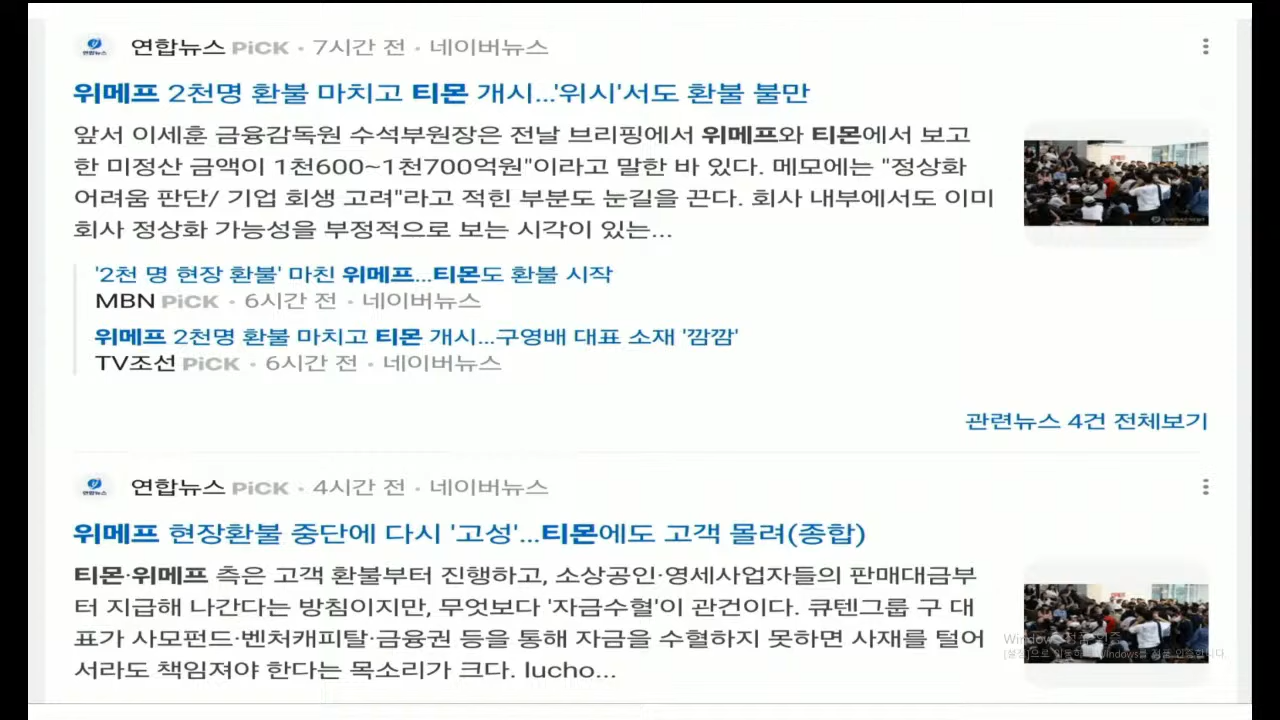 연합뉴스 PiCK · 7시간 전 · 네이버뉴스
위메프 2천명 환불 마치고 티몬 개시...'위시'서도 환불 불만
앞서 이세훈 금융감독원 수석부원장은 전날 브리핑에서 위메프와 티몬에서 보고
한 미정산 금액이 1천600~1천700억원"이라고 말한 바 있다. 메모에는 "정상화
어려움 판단/ 기업 회생 고려"라고 적힌 부분도 눈길을 끈다. 회사 내부에서도 이미
회사 정상화 가능성을 부정적으로 보는 시각이 있는...
'2천 명 현장 환불' 마친 위메프...티몬도 환불 시작
MBN PiCK · 6시간 전 · 네이버뉴스
위메프 2천명 환불 마치고 티몬 개시...구영배 대표 소재 '깜깜'
TV조선 PiCK · 6시간 전 · 네이버뉴스
관련뉴스 4건 전체보기
연합뉴스 PiCK · 4시간 전 · 네이버뉴스
위메프 현장환불 중단에 다시 '고성'...티몬에도 고객 몰려(종합)
티몬·위메프 측은 고객 환불부터 진행하고, 소상공인·영세사업자들의 판매대금부
터 지급해 나간다는 방침이지만, 무엇보다 '자금수혈'이 관건이다. 큐텐그룹 구 대
표가 사모펀드·벤처캐피탈·금융권 등을 통해 자금을 수혈하지 못하면 사재를 털어
서라도 책임져야 한다는 목소리가 크다. lucho...